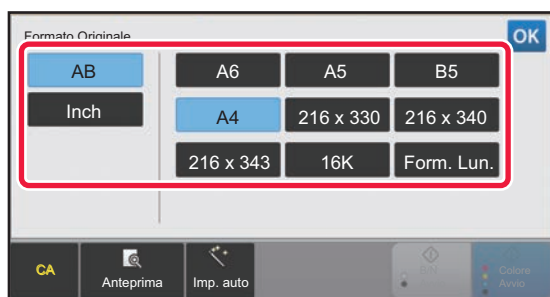 Formato Originale
OK
AB
A6
A5
B5
Inch
A4
216 x 330
216 x 340
216 x 343
16K
Form. Lun.
CA
Anteprima
Imp. auto
B/N
Avvio
Colore
Avvio